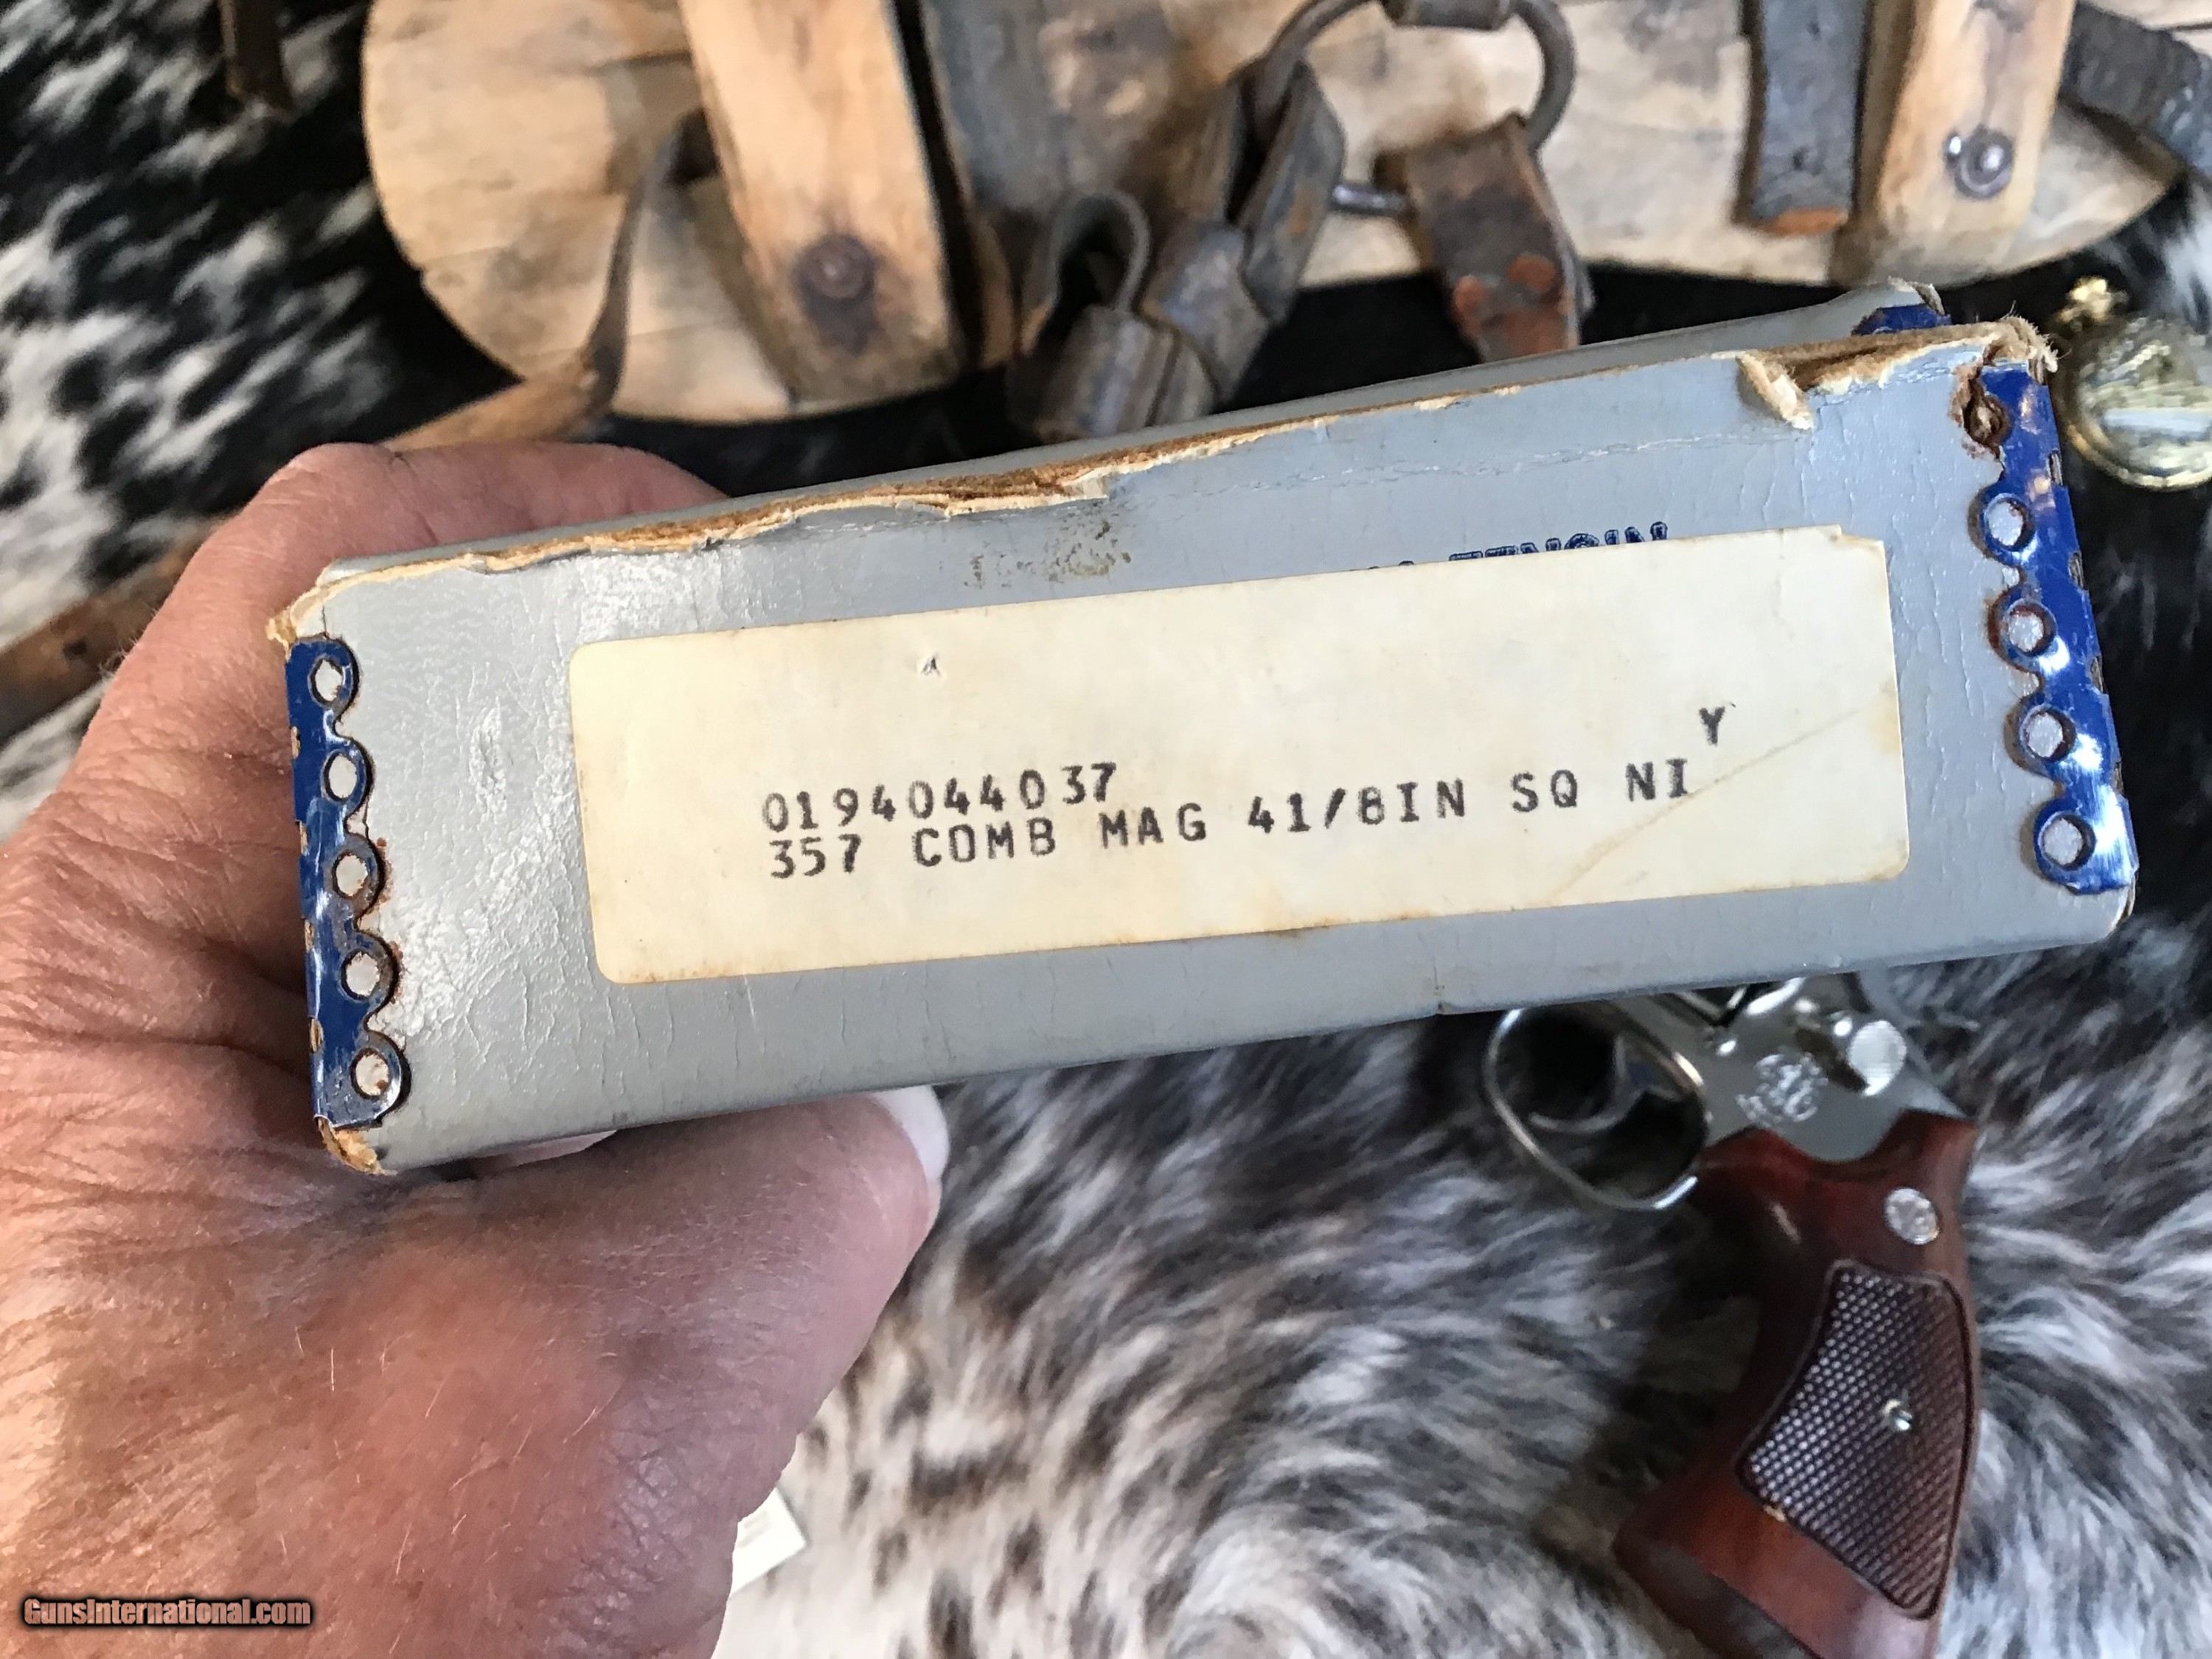 Y
0194044037
357 COMB MAG 41/8IN SQ NI
GunsInternational.com